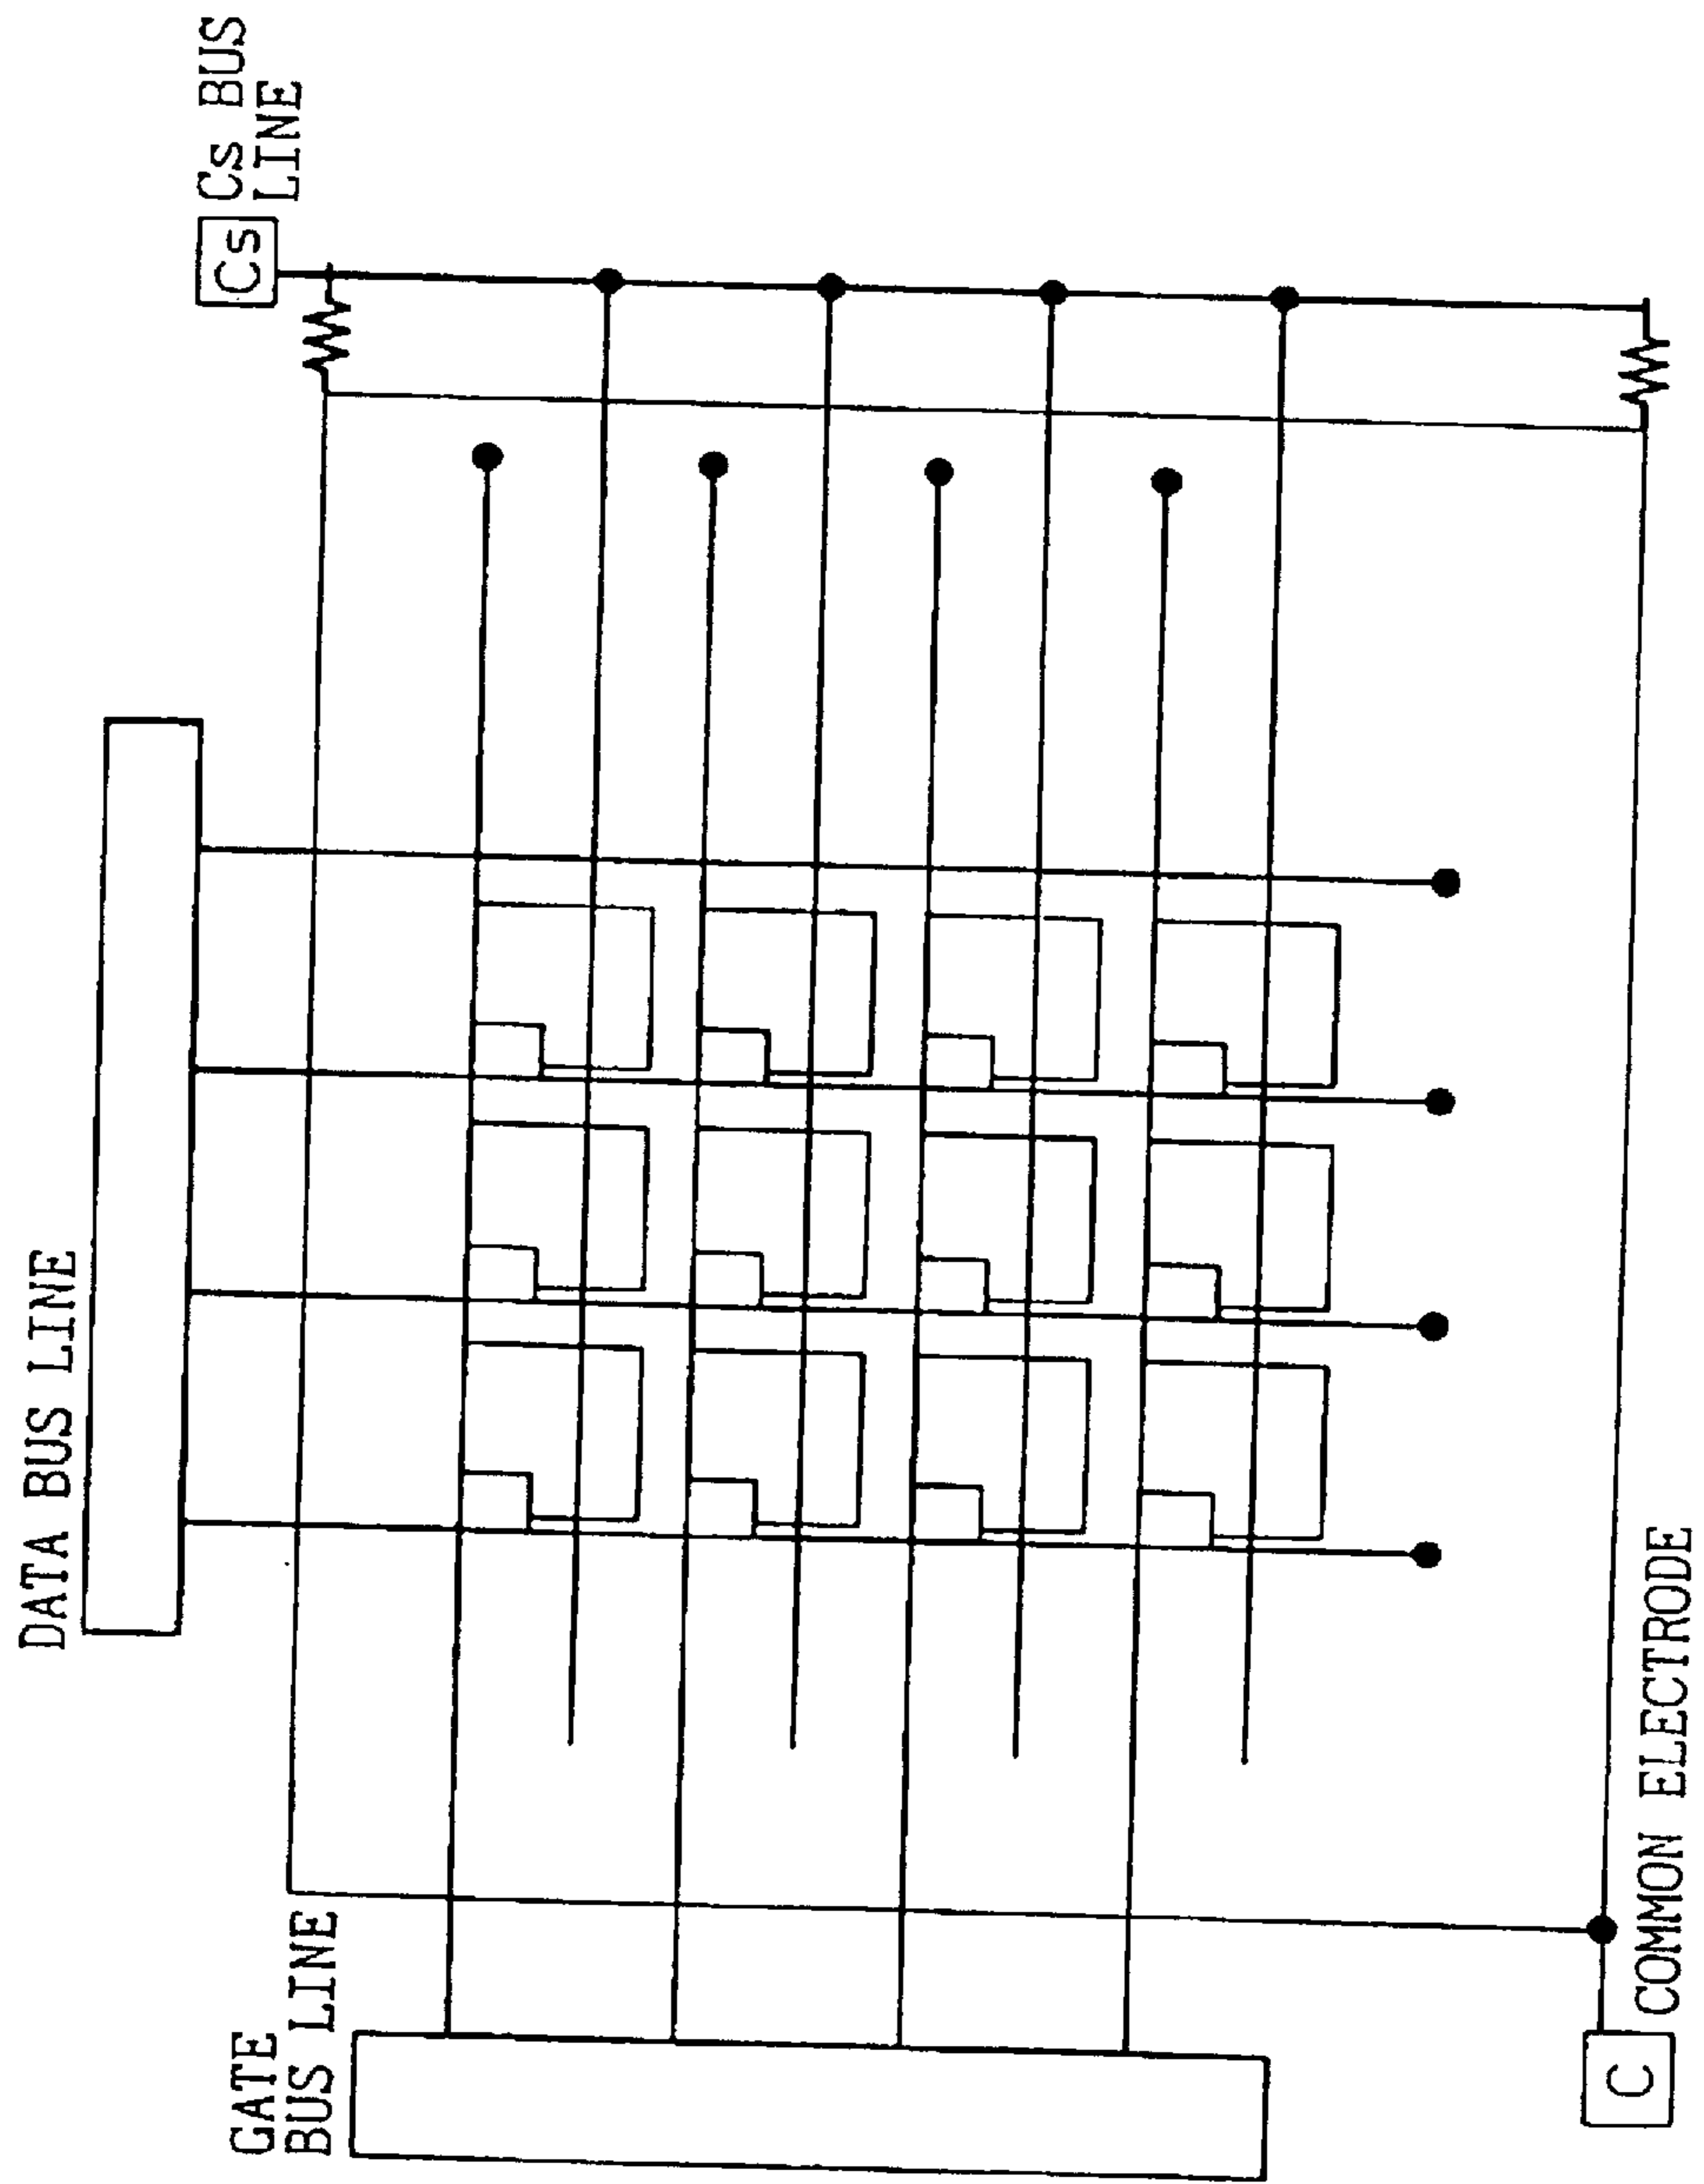 DATA BUS LINE
Cs
Cs BUS
LINE
GATE
BUS LINE
C
COMMON ELECTRODE